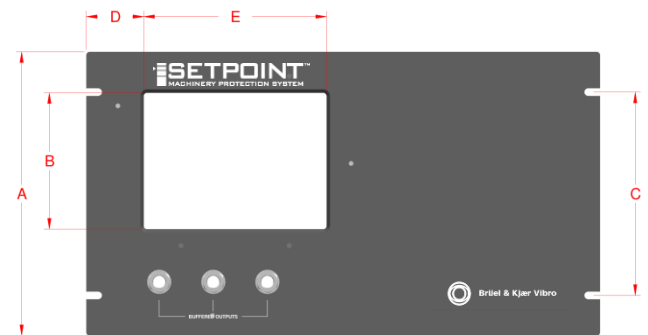 D
E
SETPOINT™
MACHINERY PROTECTION SYSTEM
B
A
C
Brüel & Kjær Vibro
BUFFERED OUTPUTS